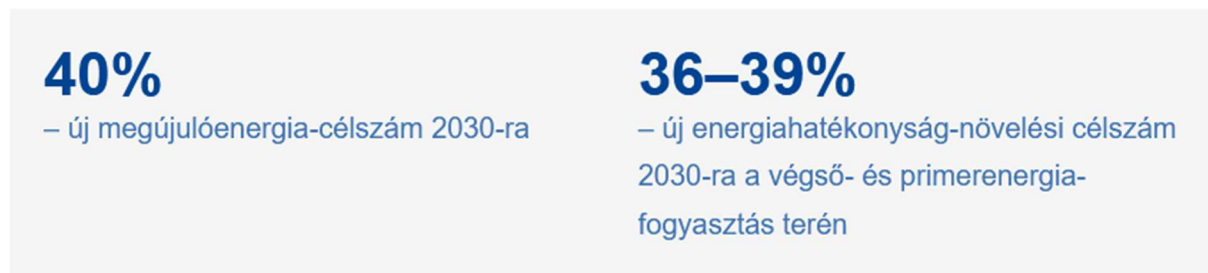 40%
– új megújulóenergia-célszám 2030-ra
36–39%
– új energiahatékonyság-növelési célszám
2030-ra a végső- és primerenergia-
fogyasztás terén